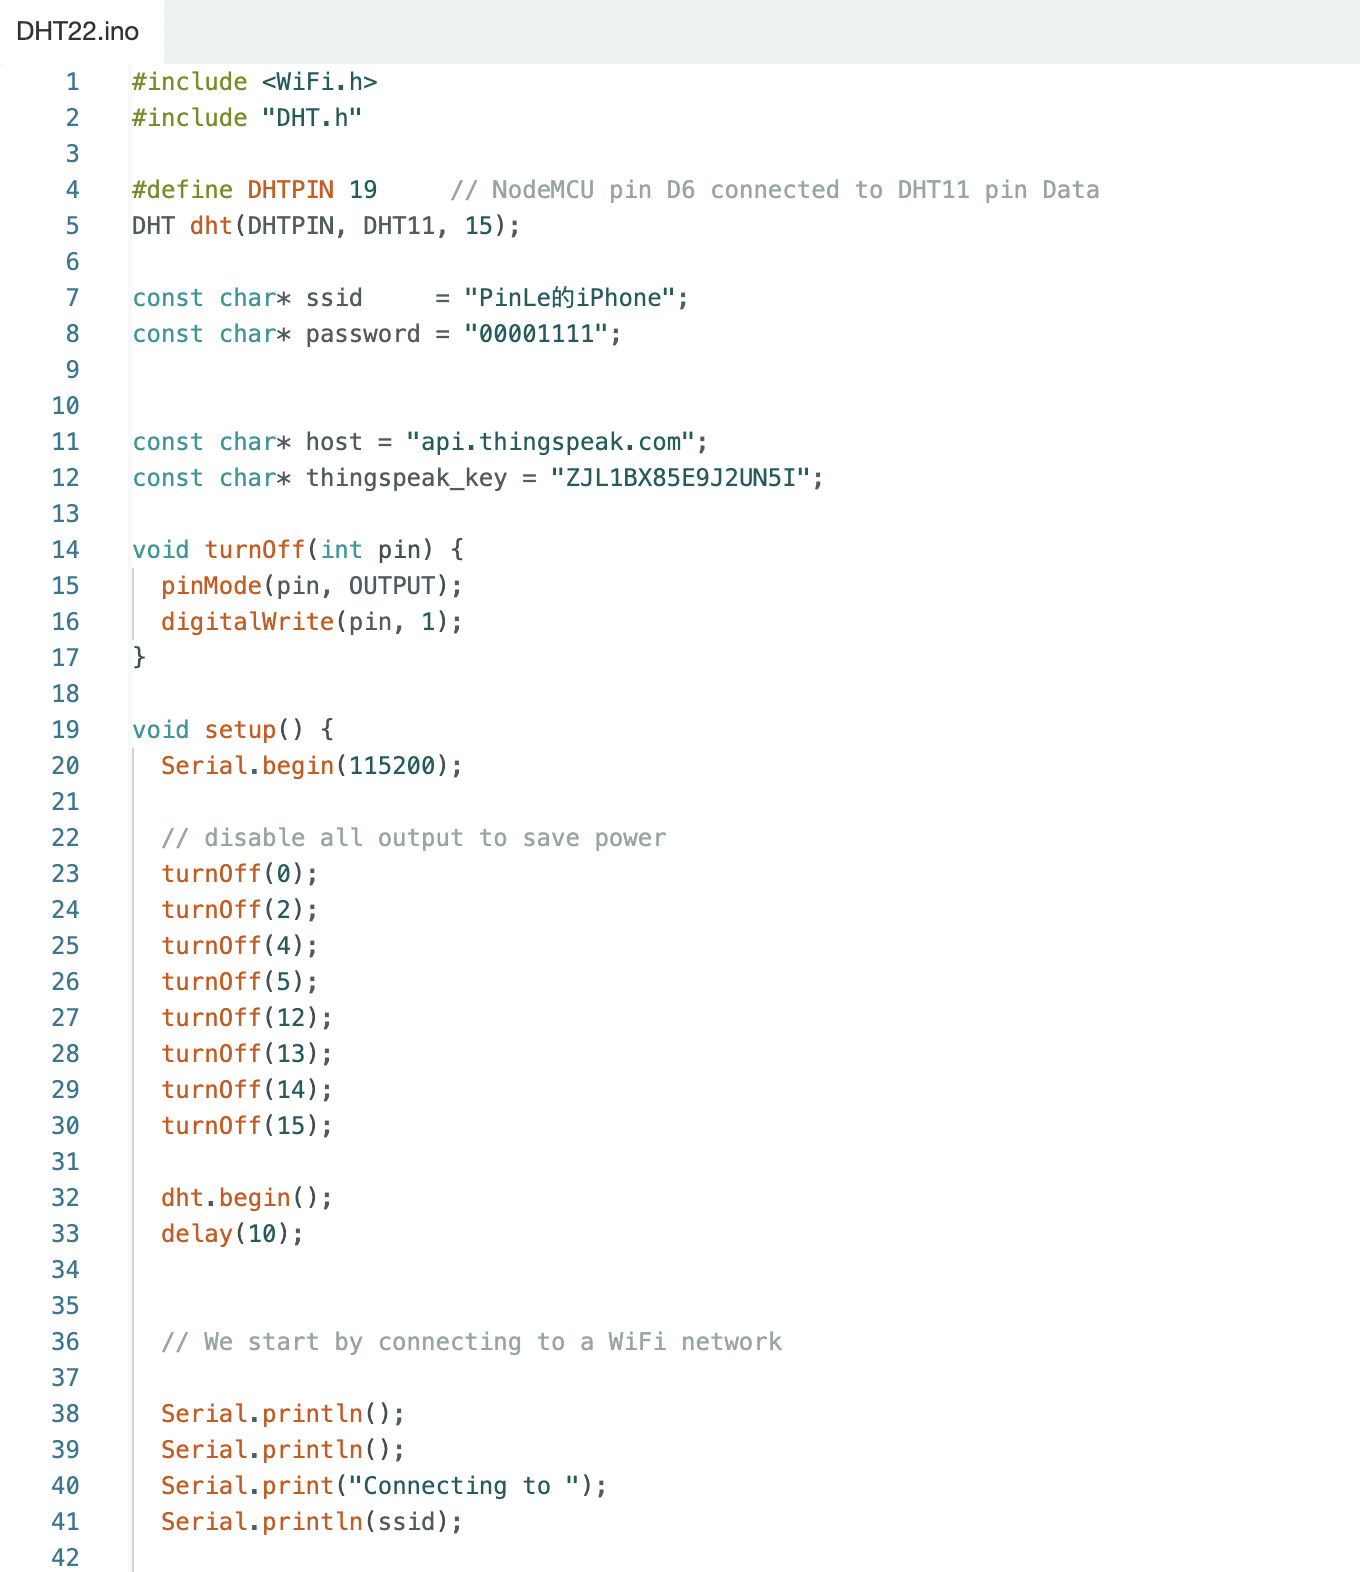 DHT22.ino
1 #include <WiFi.h>
2 #include "DHT.h"
3
4 #define DHTPIN 19     // NodeMCU pin D6 connected to DHT11 pin Data
5 DHT dht(DHTPIN, DHT11, 15);
6
7 const char* ssid     = "PinLe的iPhone";
8 const char* password = "00001111";
9
10
11 const char* host = "api.thingspeak.com";
12 const char* thingspeak_key = "ZJL1BX85E9J2UN5I";
13
14 void turnOff(int pin) {
15   pinMode(pin, OUTPUT);
16   digitalWrite(pin, 1);
17 }
18
19 void setup() {
20   Serial.begin(115200);
21
22   // disable all output to save power
23   turnOff(0);
24   turnOff(2);
25   turnOff(4);
26   turnOff(5);
27   turnOff(12);
28   turnOff(13);
29   turnOff(14);
30   turnOff(15);
31
32   dht.begin();
33   delay(10);
34
35
36   // We start by connecting to a WiFi network
37
38   Serial.println();
39   Serial.println();
40   Serial.print("Connecting to ");
41   Serial.println(ssid);
42